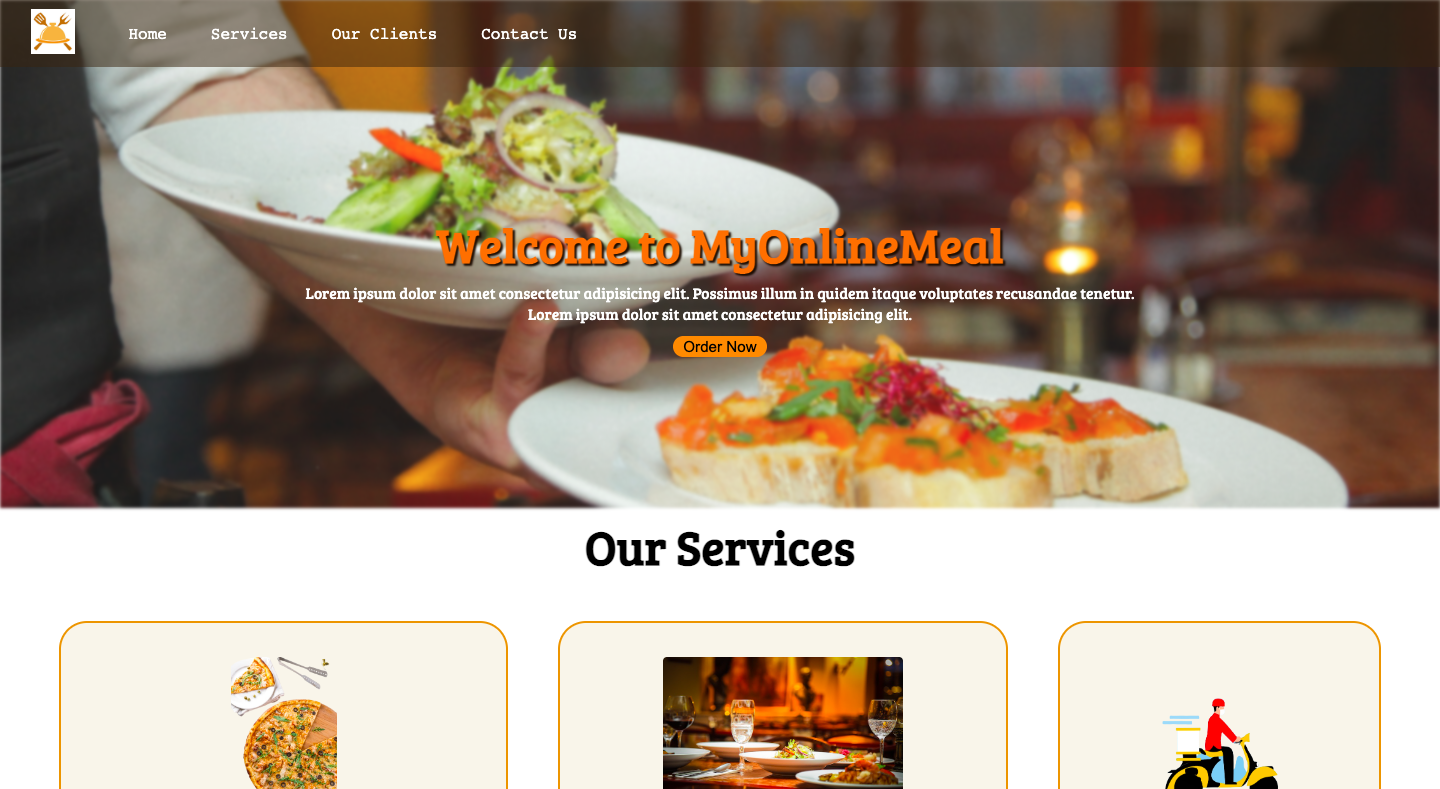 Home
Services
Our Clients
Contact Us
Welcome to MyOnlineMeal
Lorem ipsum dolor sit amet consectetur adipisicing elit. Possimus illum in quidem itaque voluptates recusandae tenetur.
Lorem ipsum dolor sit amet consectetur adipisicing elit.
Order Now
Our Services